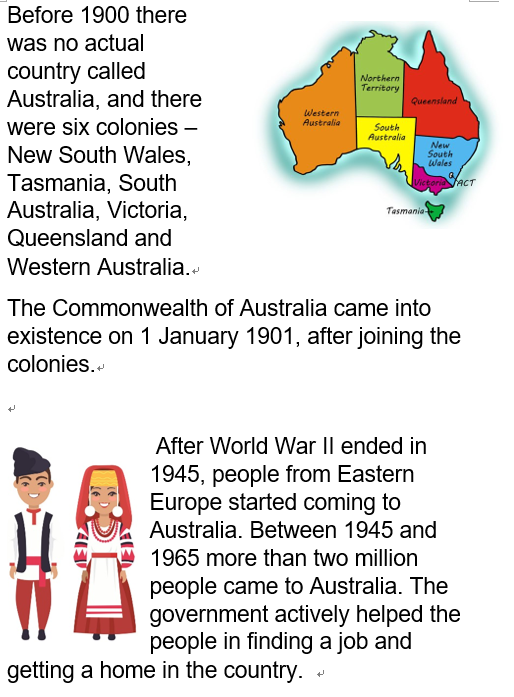 Before 1900 there
was no actual
country called
Australia, and there
were six colonies –
New South Wales,
Tasmania, South
Australia, Victoria,
Queensland and
Western Australia.
Northern
Territory
Queensland
Western
Australia
South
Australia
New
South
Wales
Victoria
ACT
Tasmania
The Commonwealth of Australia came into
existence on 1 January 1901, after joining the
colonies.
After World War II ended in
1945, people from Eastern
Europe started coming to
Australia. Between 1945 and
1965 more than two million
people came to Australia. The
government actively helped the
people in finding a job and
getting a home in the country.